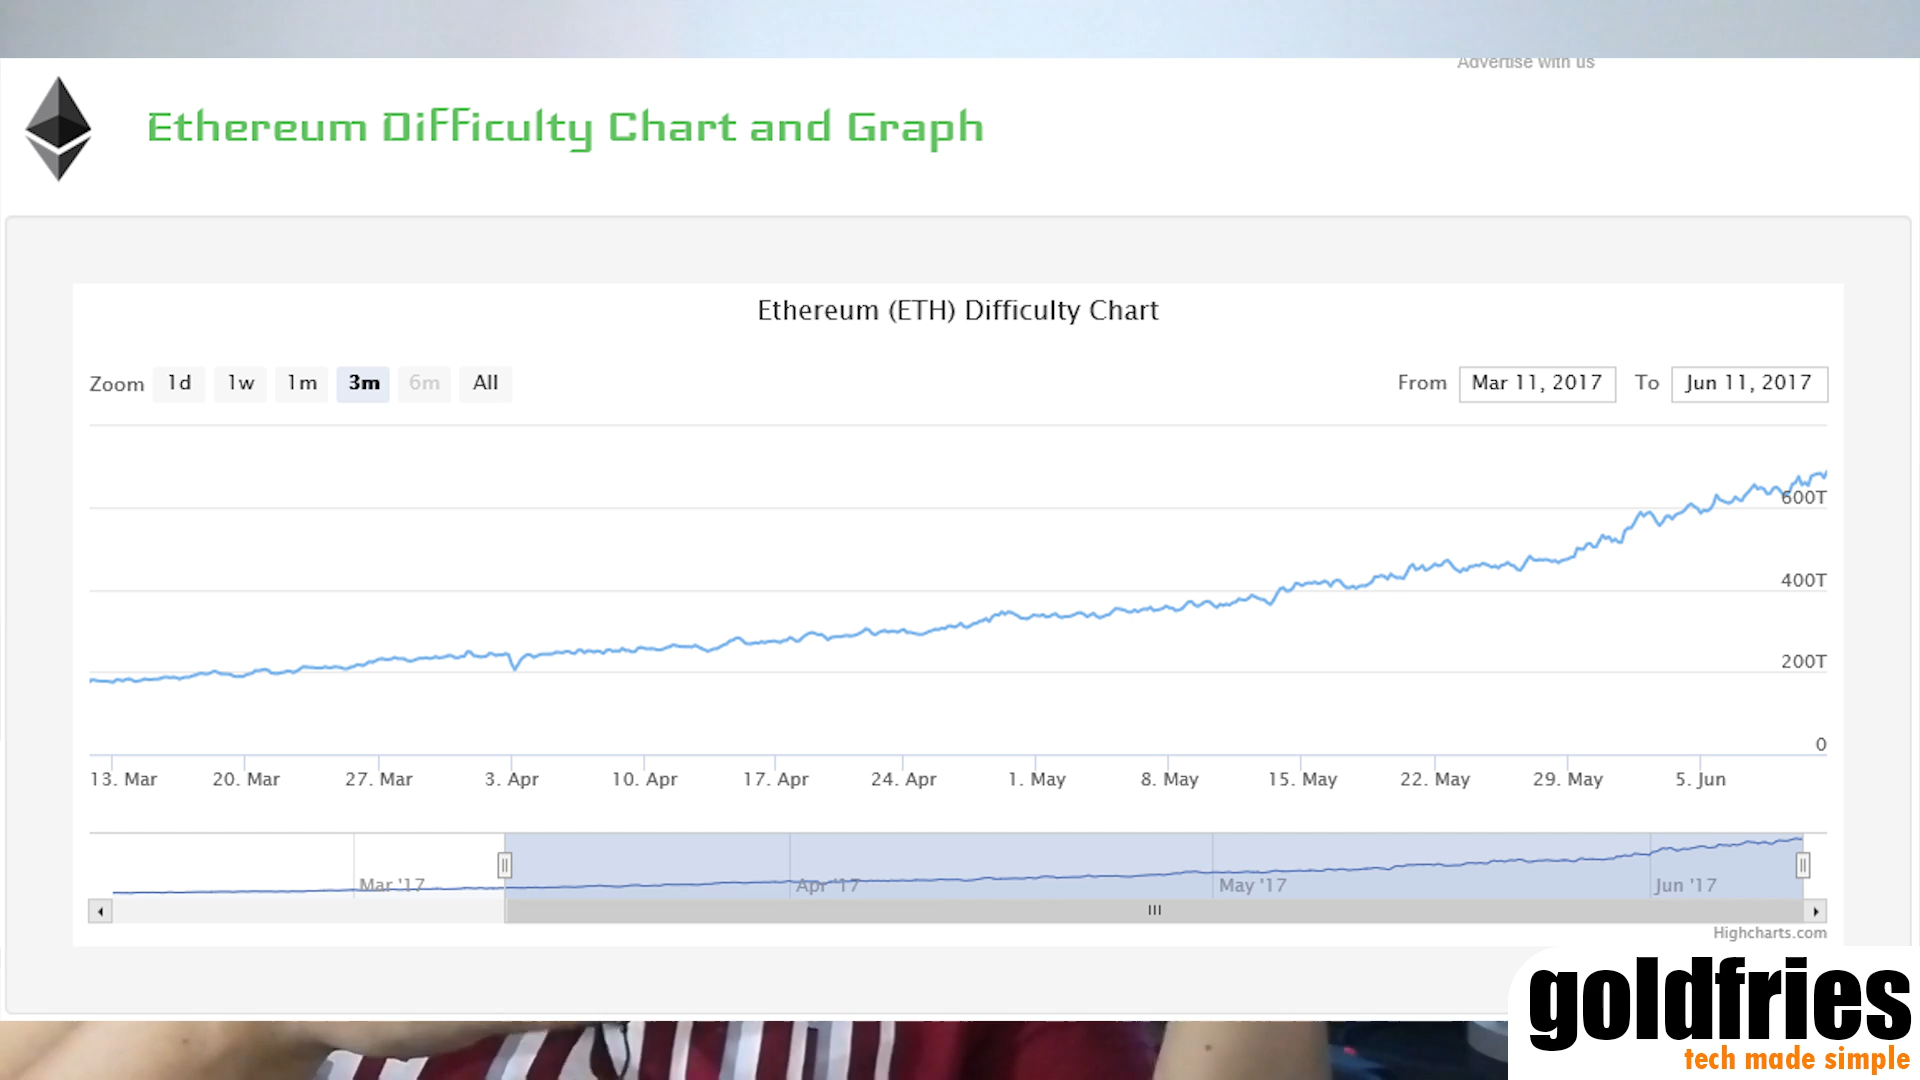 Advertise with us
Ethereum Difficulty Chart and Graph
Ethereum (ETH) Difficulty Chart
Zoom 1d 1w 1m 3m 6m All From Mar 11, 2017 To Jun 11, 2017
600T
400T
200T
0
13. Mar 20. Mar 27. Mar 3. Apr 10. Apr 17. Apr 24. Apr 1. May 8. May 15. May 22. May 29. May 5. Jun
Mar '17 Apr '17 May '17 Jun '17
Highcharts.com
goldfries
tech made simple